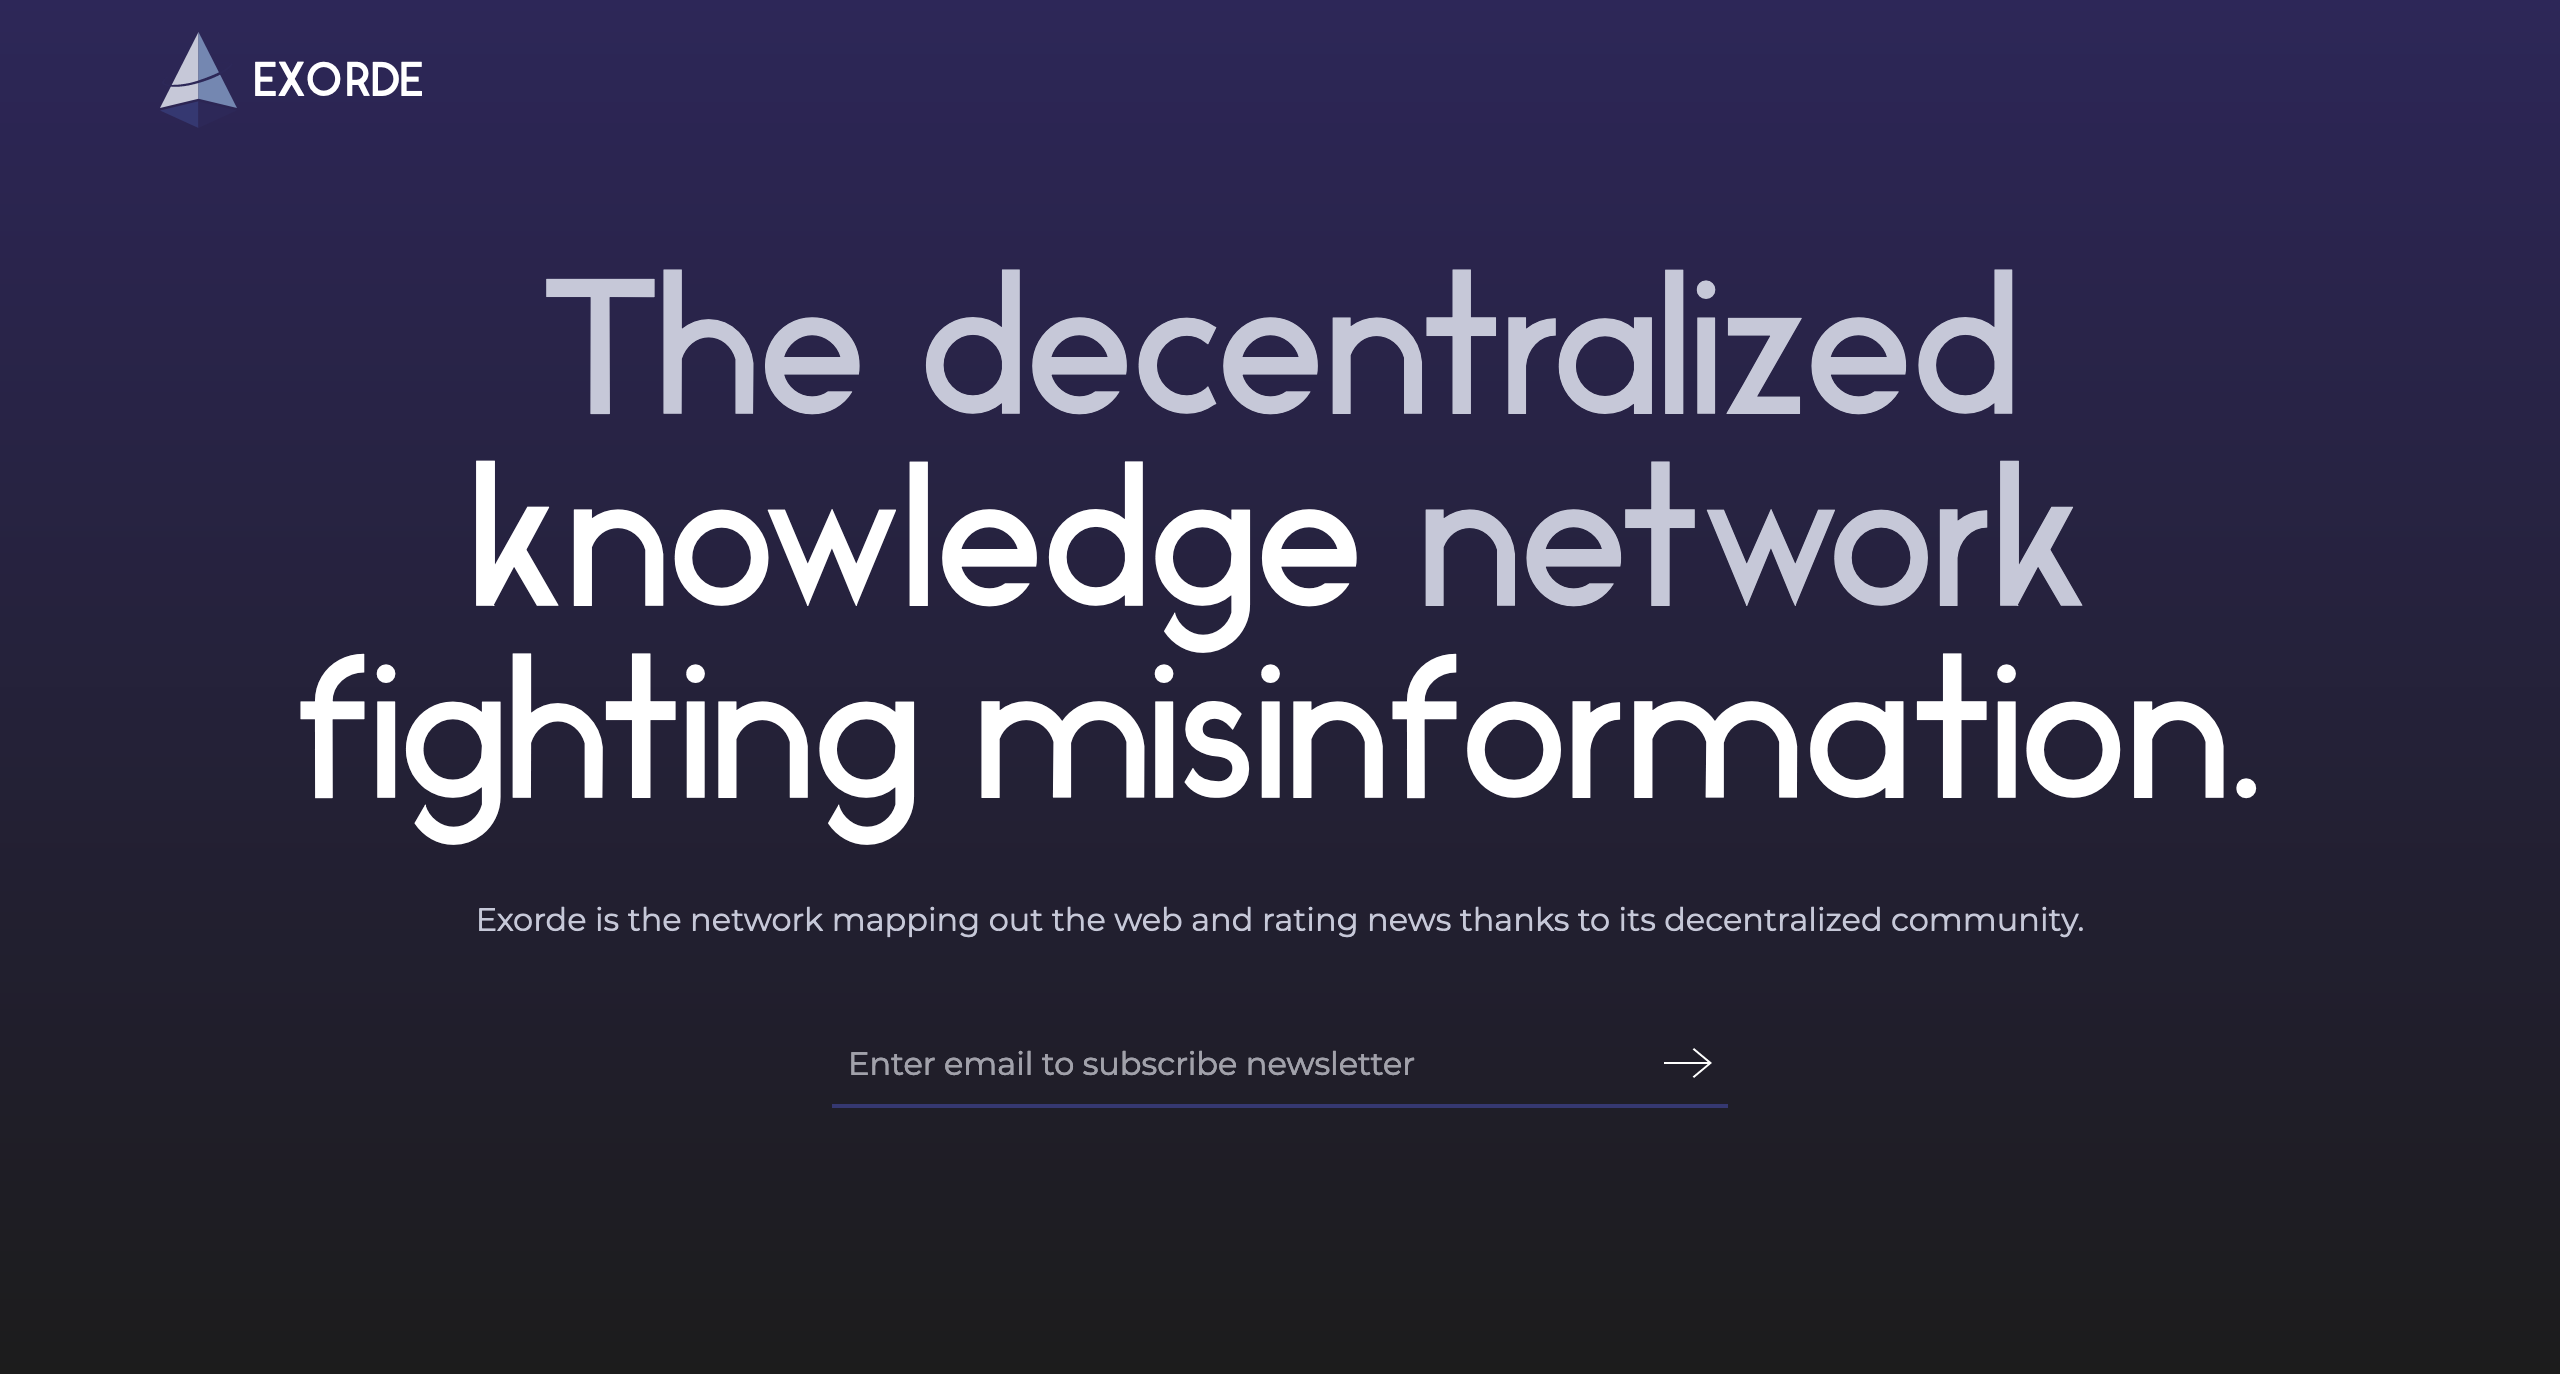 EXORDE
The decentralized
knowledge network
fighting misinformation.
Exorde is the network mapping out the web and rating news thanks to its decentralized community.
Enter email to subscribe newsletter